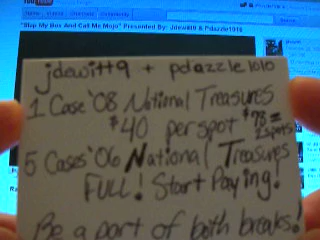 "Slap My Box And Call Me Mojo" Presented By: Jdewitt9 & Pdazzle1010
jdewitt9 + pdazzle1010
1 Case '08 National Treasures
$40 per spot $78 = 2 spots
5 Cases '06 National Treasures
FULL! Start Paying!
Be a part of both breaks!